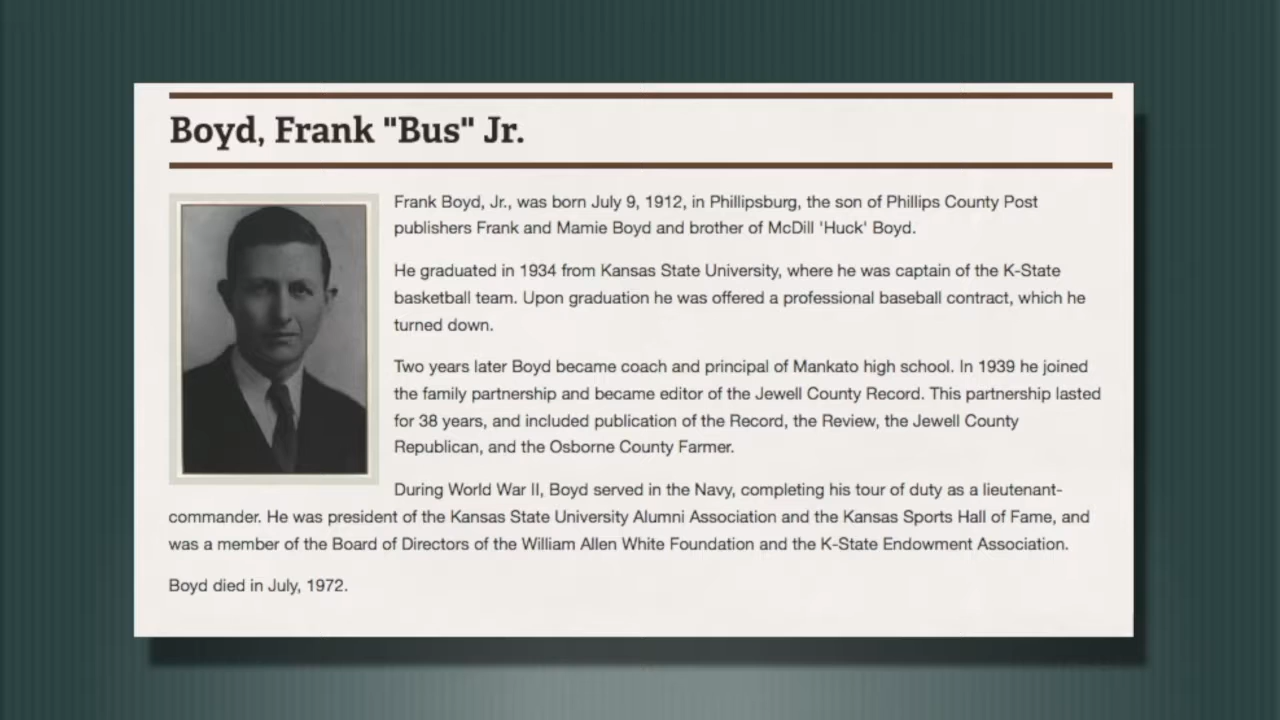 Boyd, Frank "Bus" Jr.
Frank Boyd, Jr., was born July 9, 1912, in Phillipsburg, the son of Phillips County Post
publishers Frank and Mamie Boyd and brother of McDill 'Huck' Boyd.
He graduated in 1934 from Kansas State University, where he was captain of the K-State
basketball team. Upon graduation he was offered a professional baseball contract, which he
turned down.
Two years later Boyd became coach and principal of Mankato high school. In 1939 he joined
the family partnership and became editor of the Jewell County Record. This partnership lasted
for 38 years, and included publication of the Record, the Review, the Jewell County
Republican, and the Osborne County Farmer.
During World War II, Boyd served in the Navy, completing his tour of duty as a lieutenant-
commander. He was president of the Kansas State University Alumni Association and the Kansas Sports Hall of Fame, and
was a member of the Board of Directors of the William Allen White Foundation and the K-State Endowment Association.
Boyd died in July, 1972.